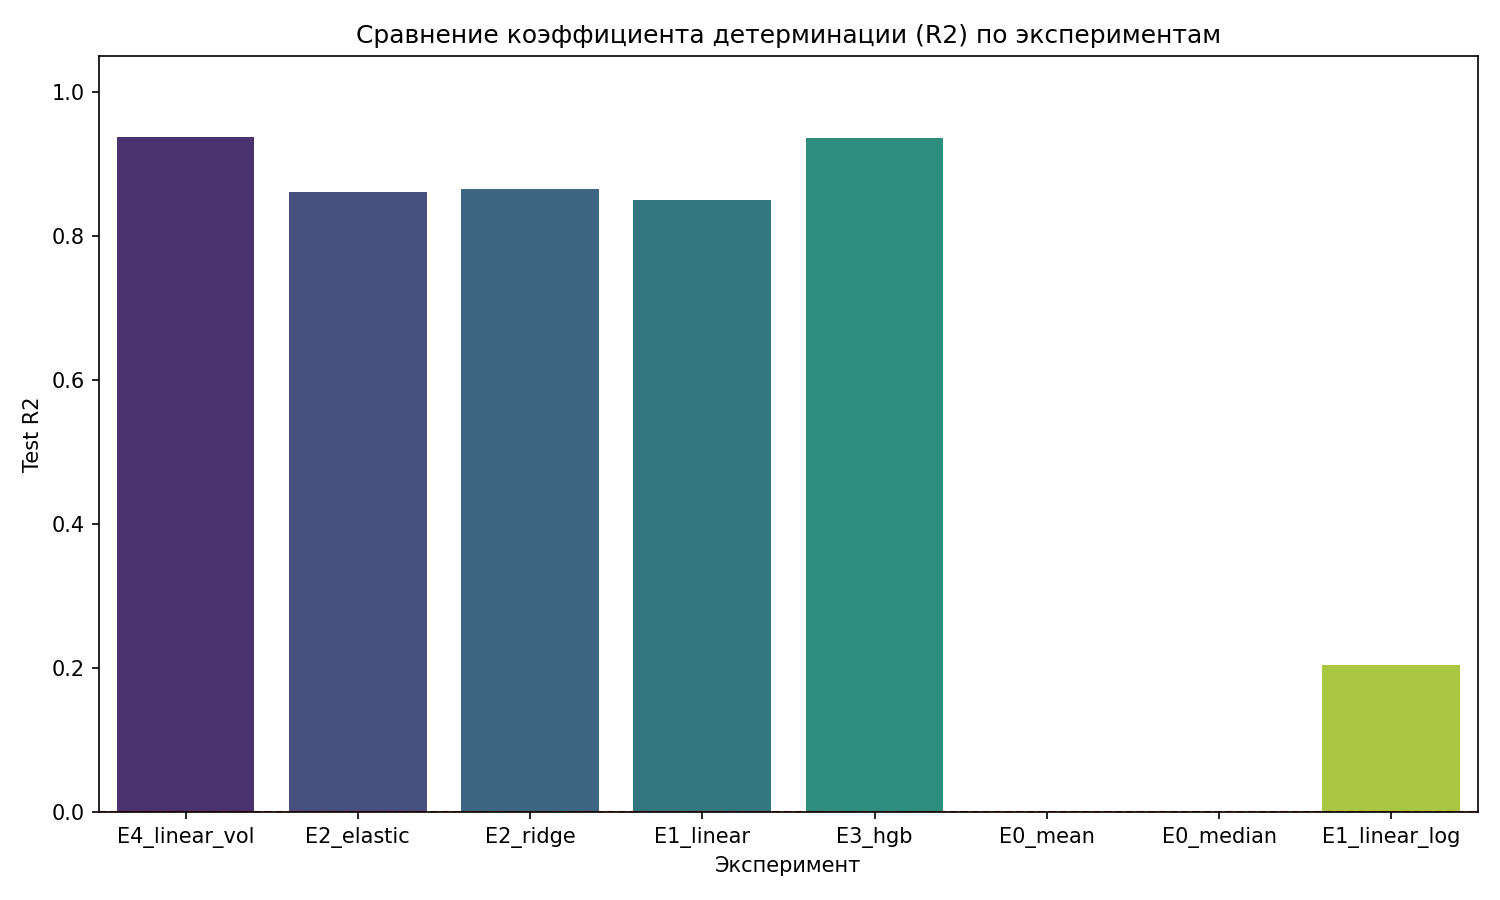 Сравнение коэффициента детерминации (R2) по экспериментам
1.0
0.8
0.6
0.4
0.2
0.0
Test R2
E4_linear_vol
E2_elastic
E2_ridge
E1_linear
E3_hgb
E0_mean
E0_median
E1_linear_log
Эксперимент